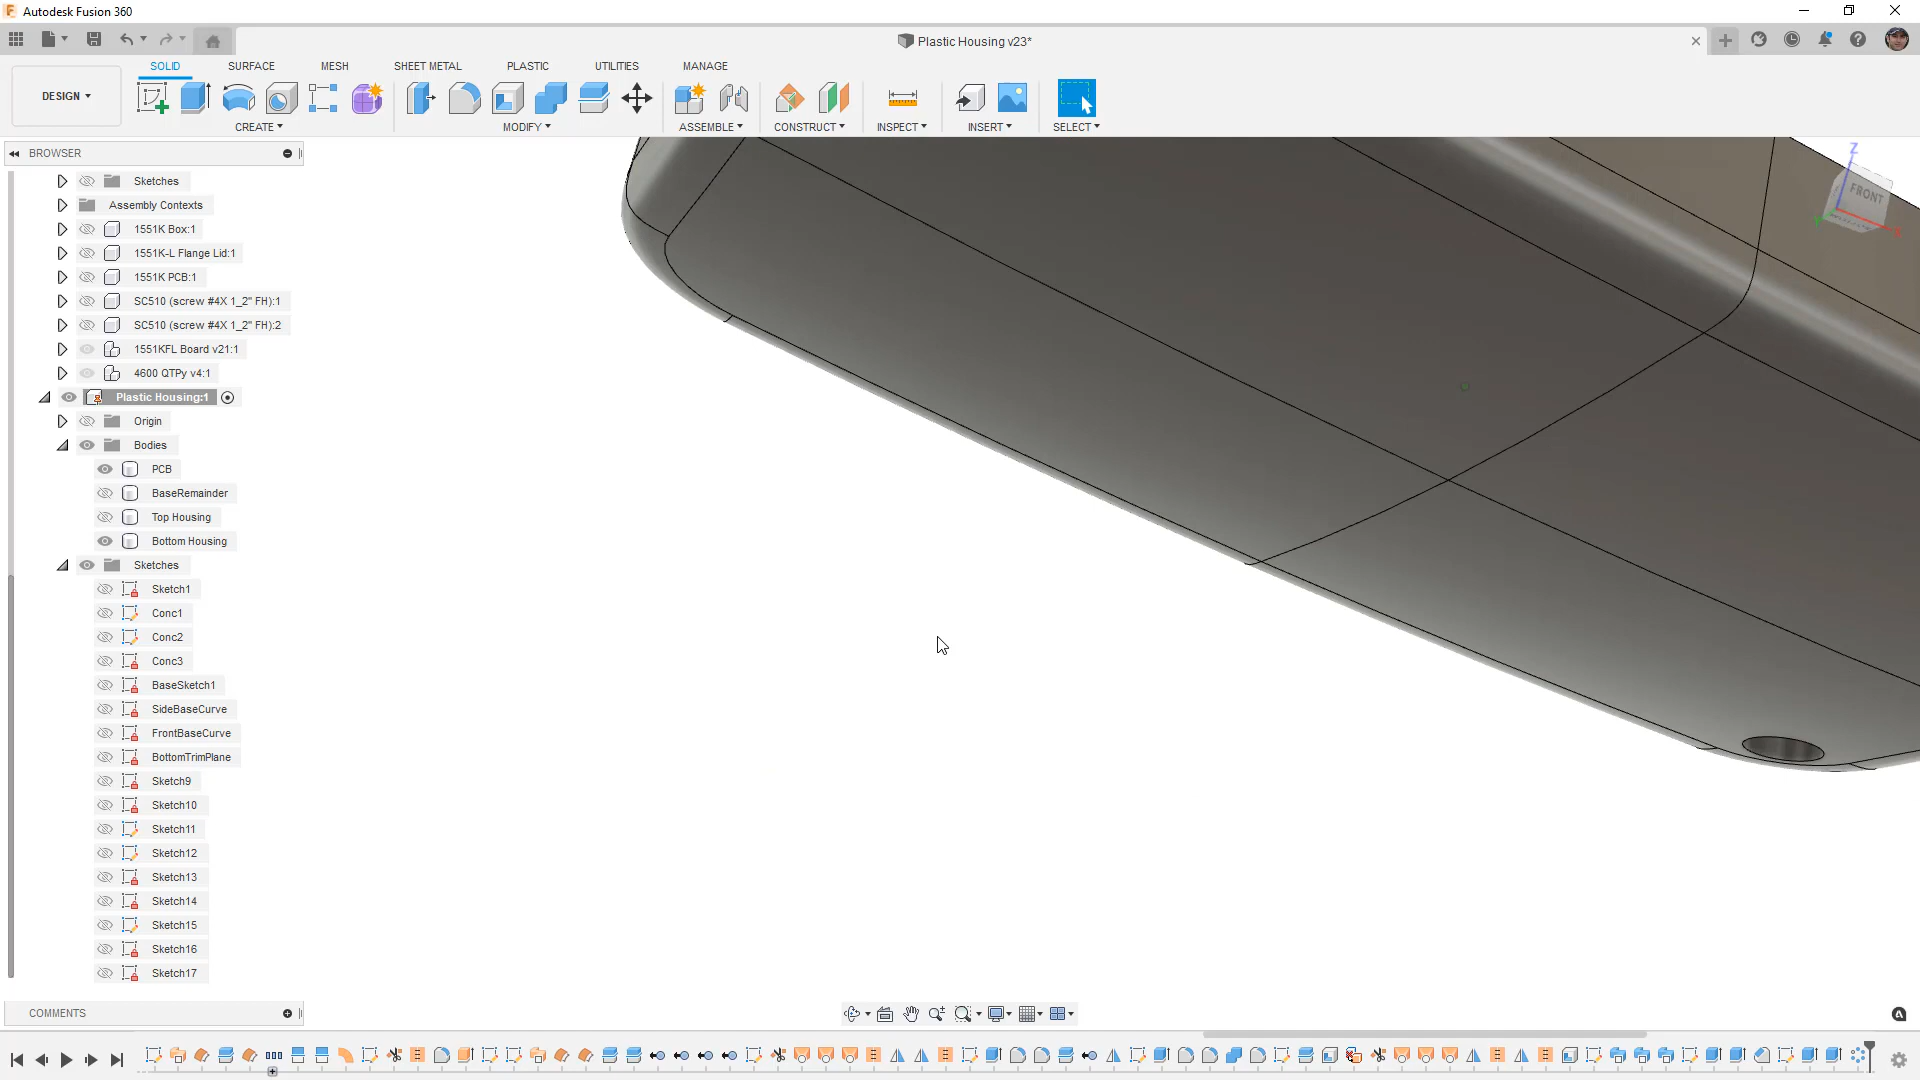 Autodesk Fusion 360
Plastic Housing v23*
DESIGN
SOLID SURFACE MESH SHEET METAL PLASTIC UTILITIES MANAGE
CREATE MODIFY ASSEMBLE CONSTRUCT INSPECT INSERT SELECT
BROWSER
Sketches
Assembly Contexts
1551K Box:1
1551K-L Flange Lid:1
1551K PCB:1
SC510 (screw #4X 1_2" FH):1
SC510 (screw #4X 1_2" FH):2
1551KFL Board v21:1
4600 QTPy v4:1
Plastic Housing:1
Origin
Bodies
PCB
BaseRemainder
Top Housing
Bottom Housing
Sketches
Sketch1
Conc1
Conc2
Conc3
BaseSketch1
SideBaseCurve
FrontBaseCurve
BottomTrimPlane
Sketch9
Sketch10
Sketch11
Sketch12
Sketch13
Sketch14
Sketch15
Sketch16
Sketch17
COMMENTS
Z
FRONT
X
Y